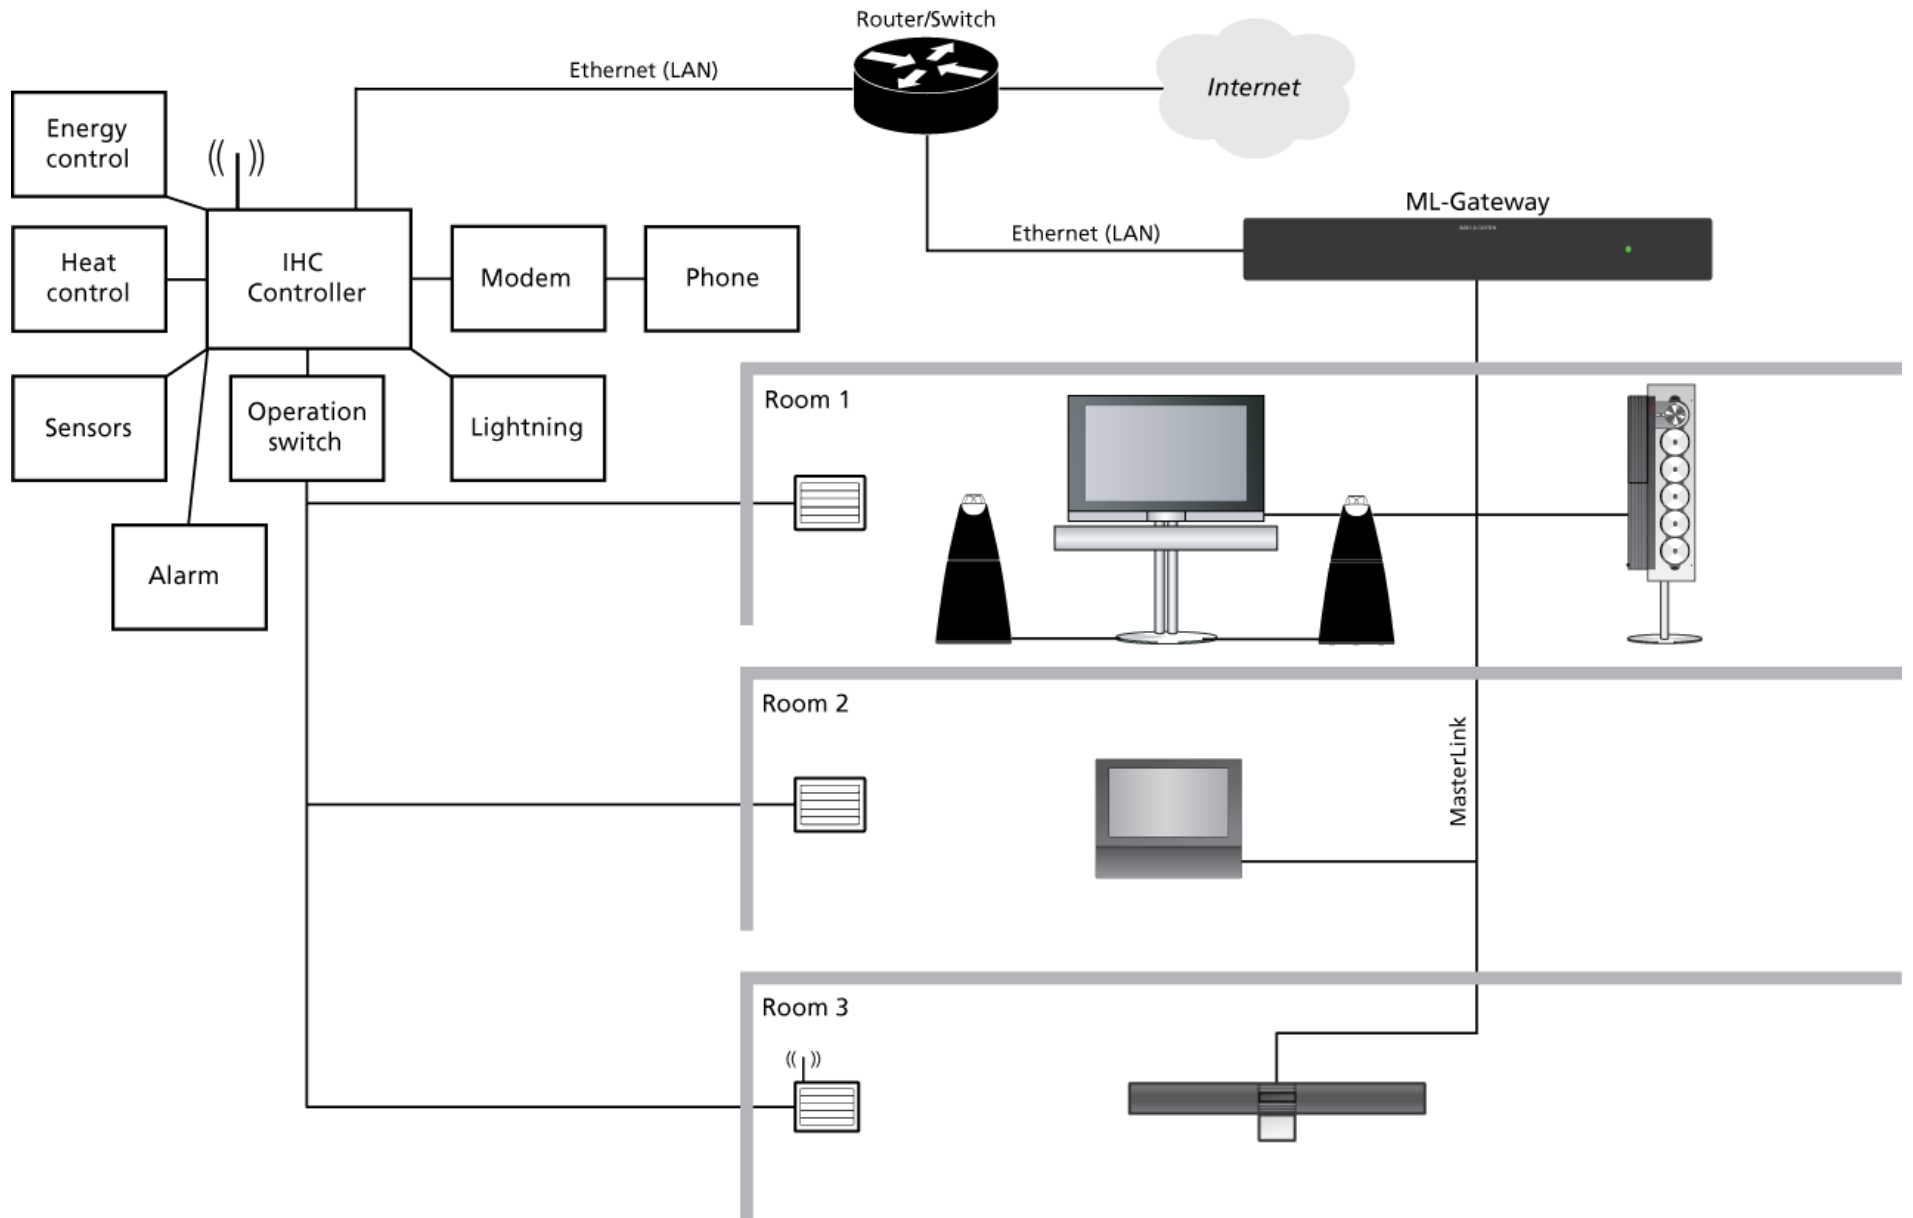 Router/Switch
Ethernet (LAN)
Internet
Energy
control
ML-Gateway
Ethernet (LAN)
Heat
control
IHC
Controller
Modem
Phone
Sensors
Operation
switch
Lightning
Alarm
Room 1
Room 2
MasterLink
Room 3